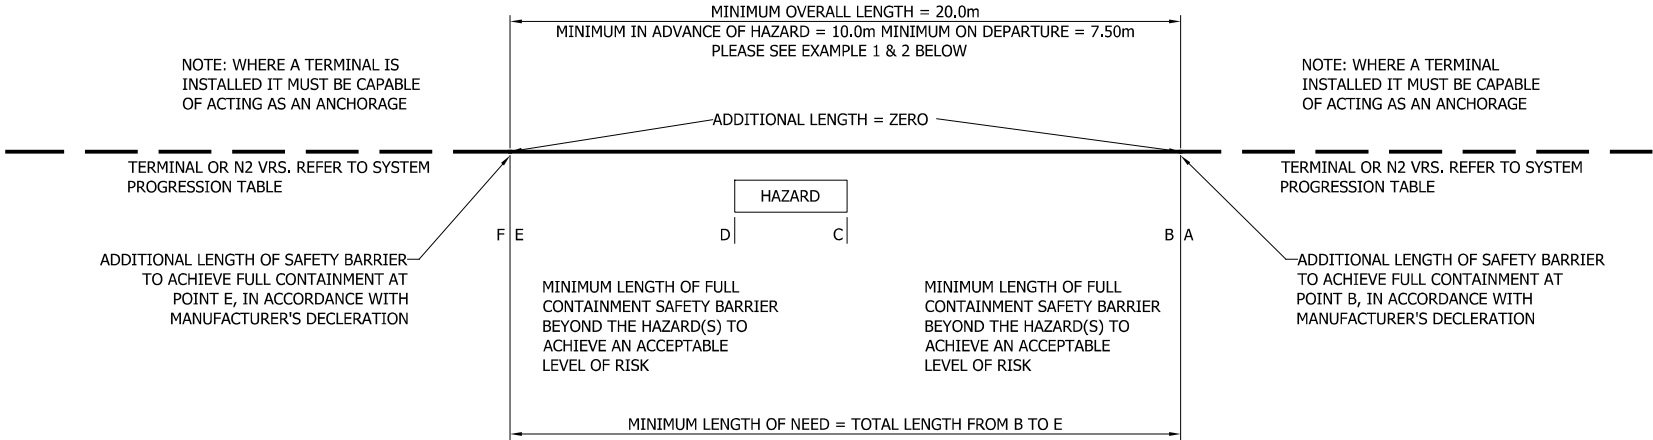 MINIMUM OVERALL LENGTH = 20.0m
MINIMUM IN ADVANCE OF HAZARD = 10.0m MINIMUM ON DEPARTURE = 7.50m
PLEASE SEE EXAMPLE 1 & 2 BELOW
NOTE: WHERE A TERMINAL IS
INSTALLED IT MUST BE CAPABLE
OF ACTING AS AN ANCHORAGE
NOTE: WHERE A TERMINAL
INSTALLED IT MUST BE CAPABLE
OF ACTING AS AN ANCHORAGE
ADDITIONAL LENGTH = ZERO
TERMINAL OR N2 VRS. REFER TO SYSTEM
PROGRESSION TABLE
TERMINAL OR N2 VRS. REFER TO SYSTEM
PROGRESSION TABLE
HAZARD
F E D C B A
ADDITIONAL LENGTH OF SAFETY BARRIER
TO ACHIEVE FULL CONTAINMENT AT
POINT E, IN ACCORDANCE WITH
MANUFACTURER'S DECLERATION
MINIMUM LENGTH OF FULL
CONTAINMENT SAFETY BARRIER
BEYOND THE HAZARD(S) TO
ACHIEVE AN ACCEPTABLE
LEVEL OF RISK
MINIMUM LENGTH OF FULL
CONTAINMENT SAFETY BARRIER
BEYOND THE HAZARD(S) TO
ACHIEVE AN ACCEPTABLE
LEVEL OF RISK
ADDITIONAL LENGTH OF SAFETY BARRIER
TO ACHIEVE FULL CONTAINMENT AT
POINT B, IN ACCORDANCE WITH
MANUFACTURER'S DECLERATION
MINIMUM LENGTH OF NEED = TOTAL LENGTH FROM B TO E